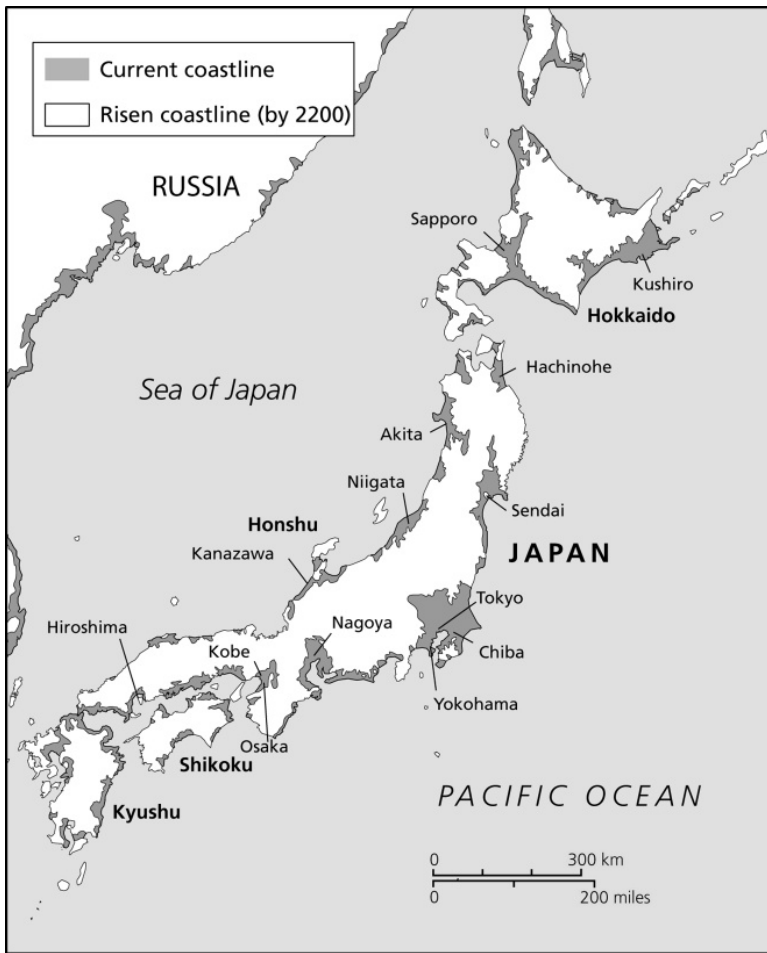 Current coastline
Risen coastline (by 2200)
RUSSIA
Sapporo
Kushiro
Hokkaido
Hachinohe
Sea of Japan
Akita
Niigata
Sendai
Honshu
JAPAN
Kanazawa
Tokyo
Hiroshima
Nagoya
Kobe
Chiba
Yokohama
Osaka
Shikoku
PACIFIC OCEAN
Kyushu
0 300 km
0 200 miles